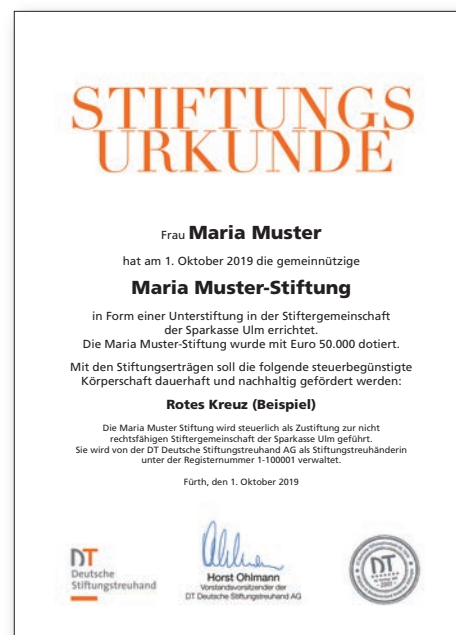 STIFTUNGS
URKUNDE
Frau Maria Muster
hat am 1. Oktober 2019 die gemeinnützige
Maria Muster-Stiftung
in Form einer Unterstiftung in der Stiftergemeinschaft
der Sparkasse Ulm errichtet.
Die Maria Muster-Stiftung wurde mit Euro 50.000 dotiert.
Mit den Stiftungserträgen soll die folgende steuerbegünstigte
Körperschaft dauerhaft und nachhaltig gefördert werden:
Rotes Kreuz (Beispiel)
Die Maria Muster Stiftung wird steuerlich als Zustiftung zur nicht
rechtsfähigen Stiftergemeinschaft der Sparkasse Ulm geführt.
Sie wird von der DT Deutsche Stiftungstreuhand AG als Stiftungstreuhänderin
unter der Registernummer 1-100001 verwaltet.
Fürth, den 1. Oktober 2019
DT
Deutsche
Stiftungstreuhand
Horst Ohlmann
Vorstandsvorsitzender der
DT Deutsche Stiftungstreuhand AG
DT